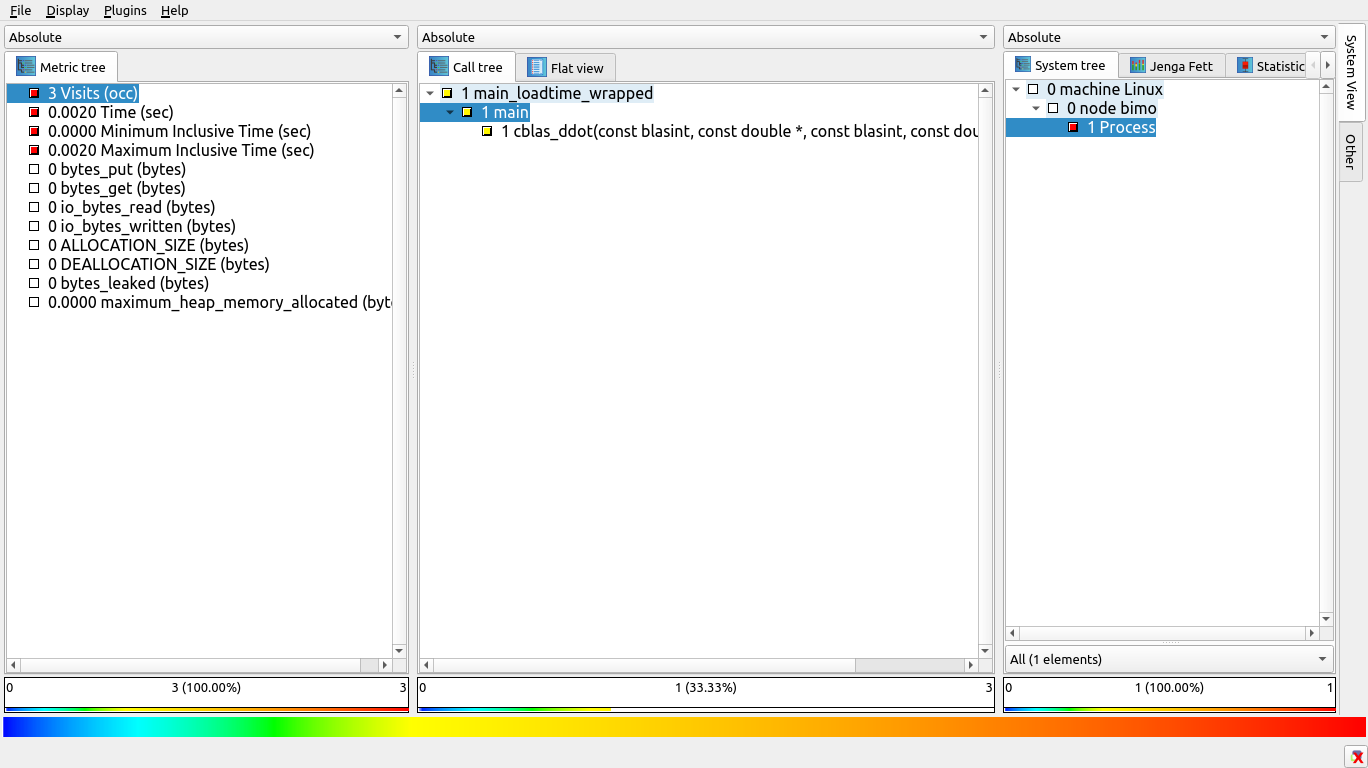 File Display Plugins Help
Absolute
Metric tree
3 Visits (occ)
0.0020 Time (sec)
0.0000 Minimum Inclusive Time (sec)
0.0020 Maximum Inclusive Time (sec)
0 bytes_put (bytes)
0 bytes_get (bytes)
0 io_bytes_read (bytes)
0 io_bytes_written (bytes)
0 ALLOCATION_SIZE (bytes)
0 DEALLOCATION_SIZE (bytes)
0 bytes_leaked (bytes)
0.0000 maximum_heap_memory_allocated (byt
0 3 (100.00%) 3
Absolute
Call tree Flat view
1 main_loadtime_wrapped
1 main
1 cblas_ddot(const blasint, const double *, const blasint, const dou
0 1 (33.33%) 3
Absolute
System tree Jenga Fett Statistic
0 machine Linux
0 node bimo
1 Process
All (1 elements)
0 1 (100.00%) 1
System View
Other